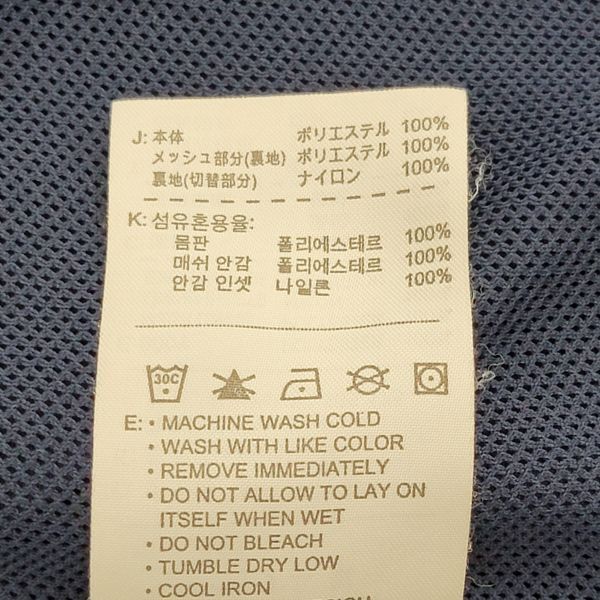 J: 本体 ポリエステル 100%
メッシュ部分(裏地) ポリエステル 100%
裏地(切替部分) ナイロン 100%
K: 섬유혼용율:
몸판 폴리에스테르 100%
매쉬 안감 폴리에스테르 100%
안감 인셋 나일론 100%
30C
E: • MACHINE WASH COLD
• WASH WITH LIKE COLOR
• REMOVE IMMEDIATELY
• DO NOT ALLOW TO LAY ON
ITSELF WHEN WET
• DO NOT BLEACH
• TUMBLE DRY LOW
• COOL IRON